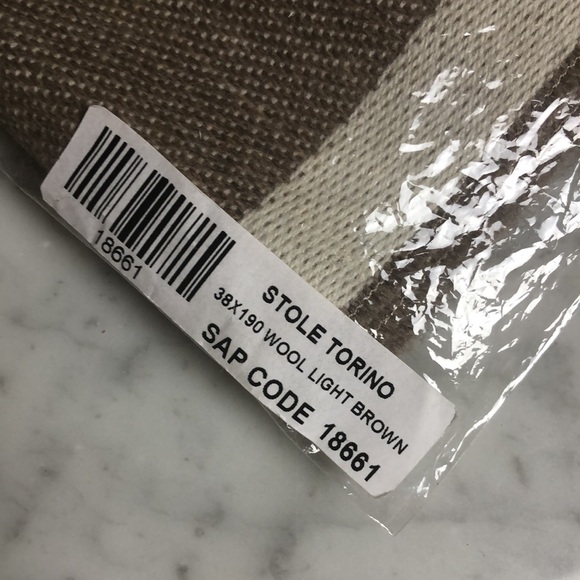 18661
STOLE TORINO
38X190 WOOL LIGHT BROWN
SAP CODE 18661